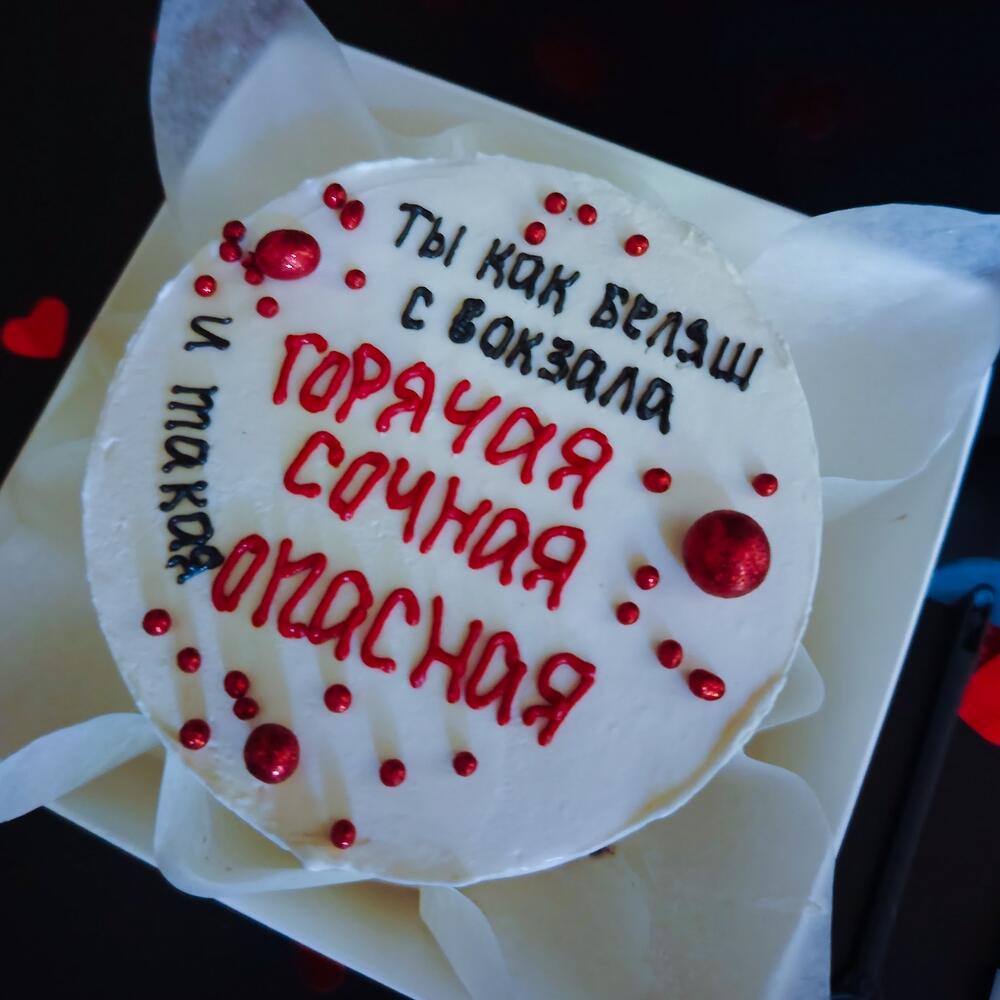 ты как беляш
с вокзала
ГОРЯЧАЯ
СОЧНАЯ
и такая
ОПАСНАЯ